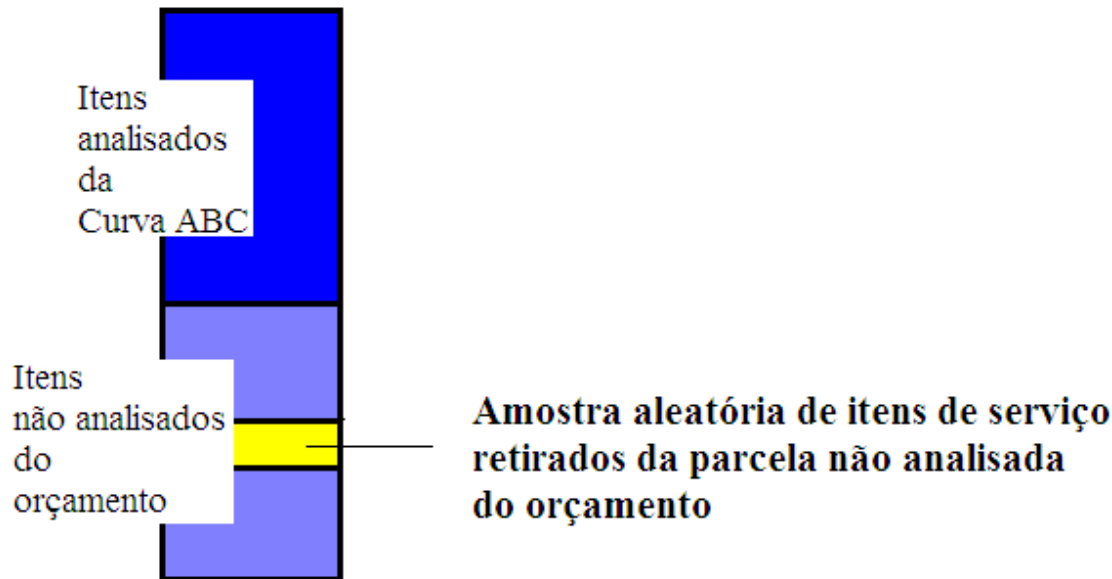 Itens
analisados
da
Curva ABC
Itens
não analisados
do
orçamento
Amostra aleatória de itens de serviço
retirados da parcela não analisada
do orçamento